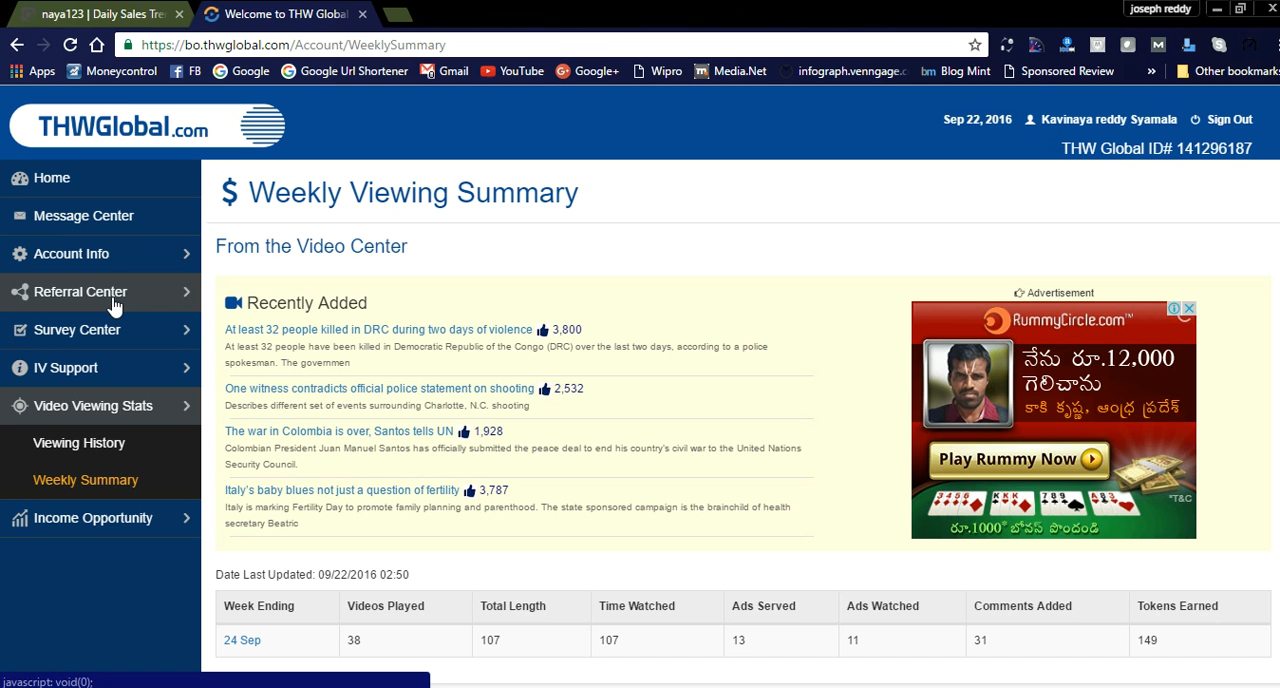 naya123 | Daily Sales Tre
Welcome to THW Global
joseph reddy
https://bo.thwglobal.com/Account/WeeklySummary
Apps Moneycontrol FB Google Google Url Shortener Gmail YouTube Google+ Wipro Media.Net infograph.venngage.c Blog Mint Sponsored Review » Other bookmarks
THWGlobal.com
Sep 22, 2016 Kavinaya reddy Syamala Sign Out
THW Global ID# 141296187
Home
Message Center
Account Info
Referral Center
Survey Center
IV Support
Video Viewing Stats
Viewing History
Weekly Summary
Income Opportunity
$ Weekly Viewing Summary
From the Video Center
Recently Added
At least 32 people killed in DRC during two days of violence 3,800
At least 32 people have been killed in Democratic Republic of the Congo (DRC) over the last two days, according to a police
spokesman. The governmen
One witness contradicts official police statement on shooting 2,532
Describes different set of events surrounding Charlotte, N.C. shooting
The war in Colombia is over, Santos tells UN 1,928
Colombian President Juan Manuel Santos has officially submitted the peace deal to end his country's civil war to the United Nations
Security Council.
Italy's baby blues not just a question of fertility 3,787
Italy is marking Fertility Day to promote family planning and parenthood. The state sponsored campaign is the brainchild of health
secretary Beatric
Advertisement
RummyCircle.com™
నేను రూ.12,000
గెలిచాను
కాకి కృష్ణ, ఆంధ్ర ప్రదేశ్
Play Rummy Now
*T&C
రూ.1000* బోనస్ పొందండి
Date Last Updated: 09/22/2016 02:50
Week Ending Videos Played Total Length Time Watched Ads Served Ads Watched Comments Added Tokens Earned
24 Sep 38 107 107 13 11 31 149
javascript: void(0);